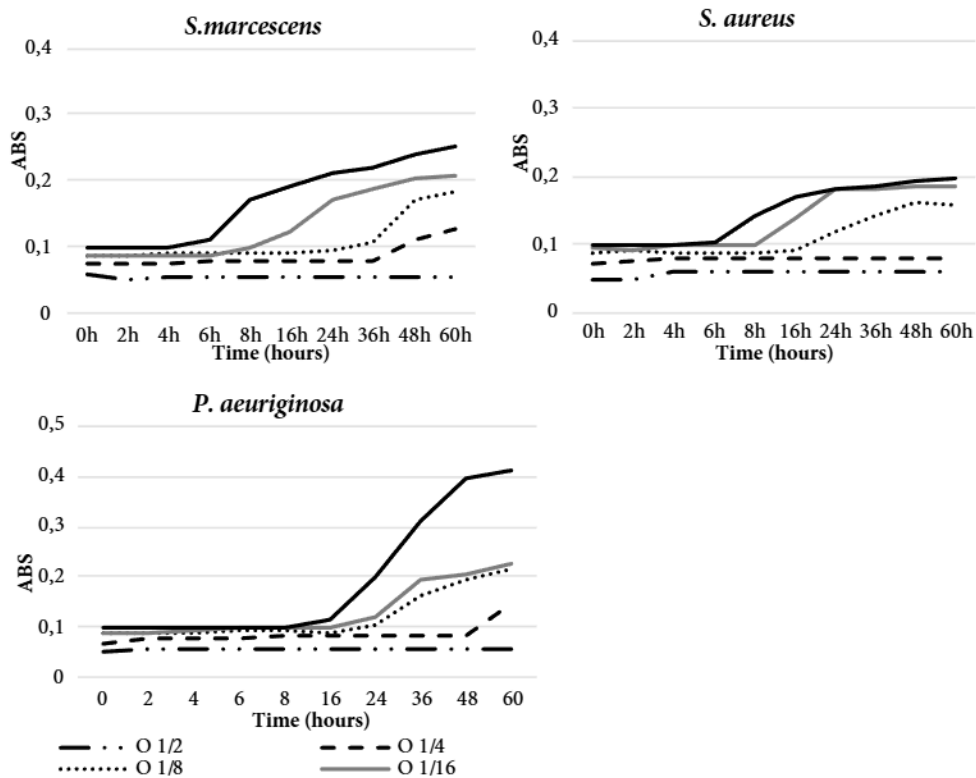 S.marcescens
0,4
0,3
0,2
0,1
0
ABS
0h 2h 4h 6h 8h 16h 24h 36h 48h 60h
Time (hours)
S. aureus
0,4
0,3
0,2
0,1
0
ABS
0h 2h 4h 6h 8h 16h 24h 36h 48h 60h
Time (hours)
P. aeuriginosa
0,5
0,4
0,3
0,2
0,1
0
ABS
0 2 4 6 8 16 24 36 48 60
Time (hours)
O 1/2 O 1/4
O 1/8 O 1/16